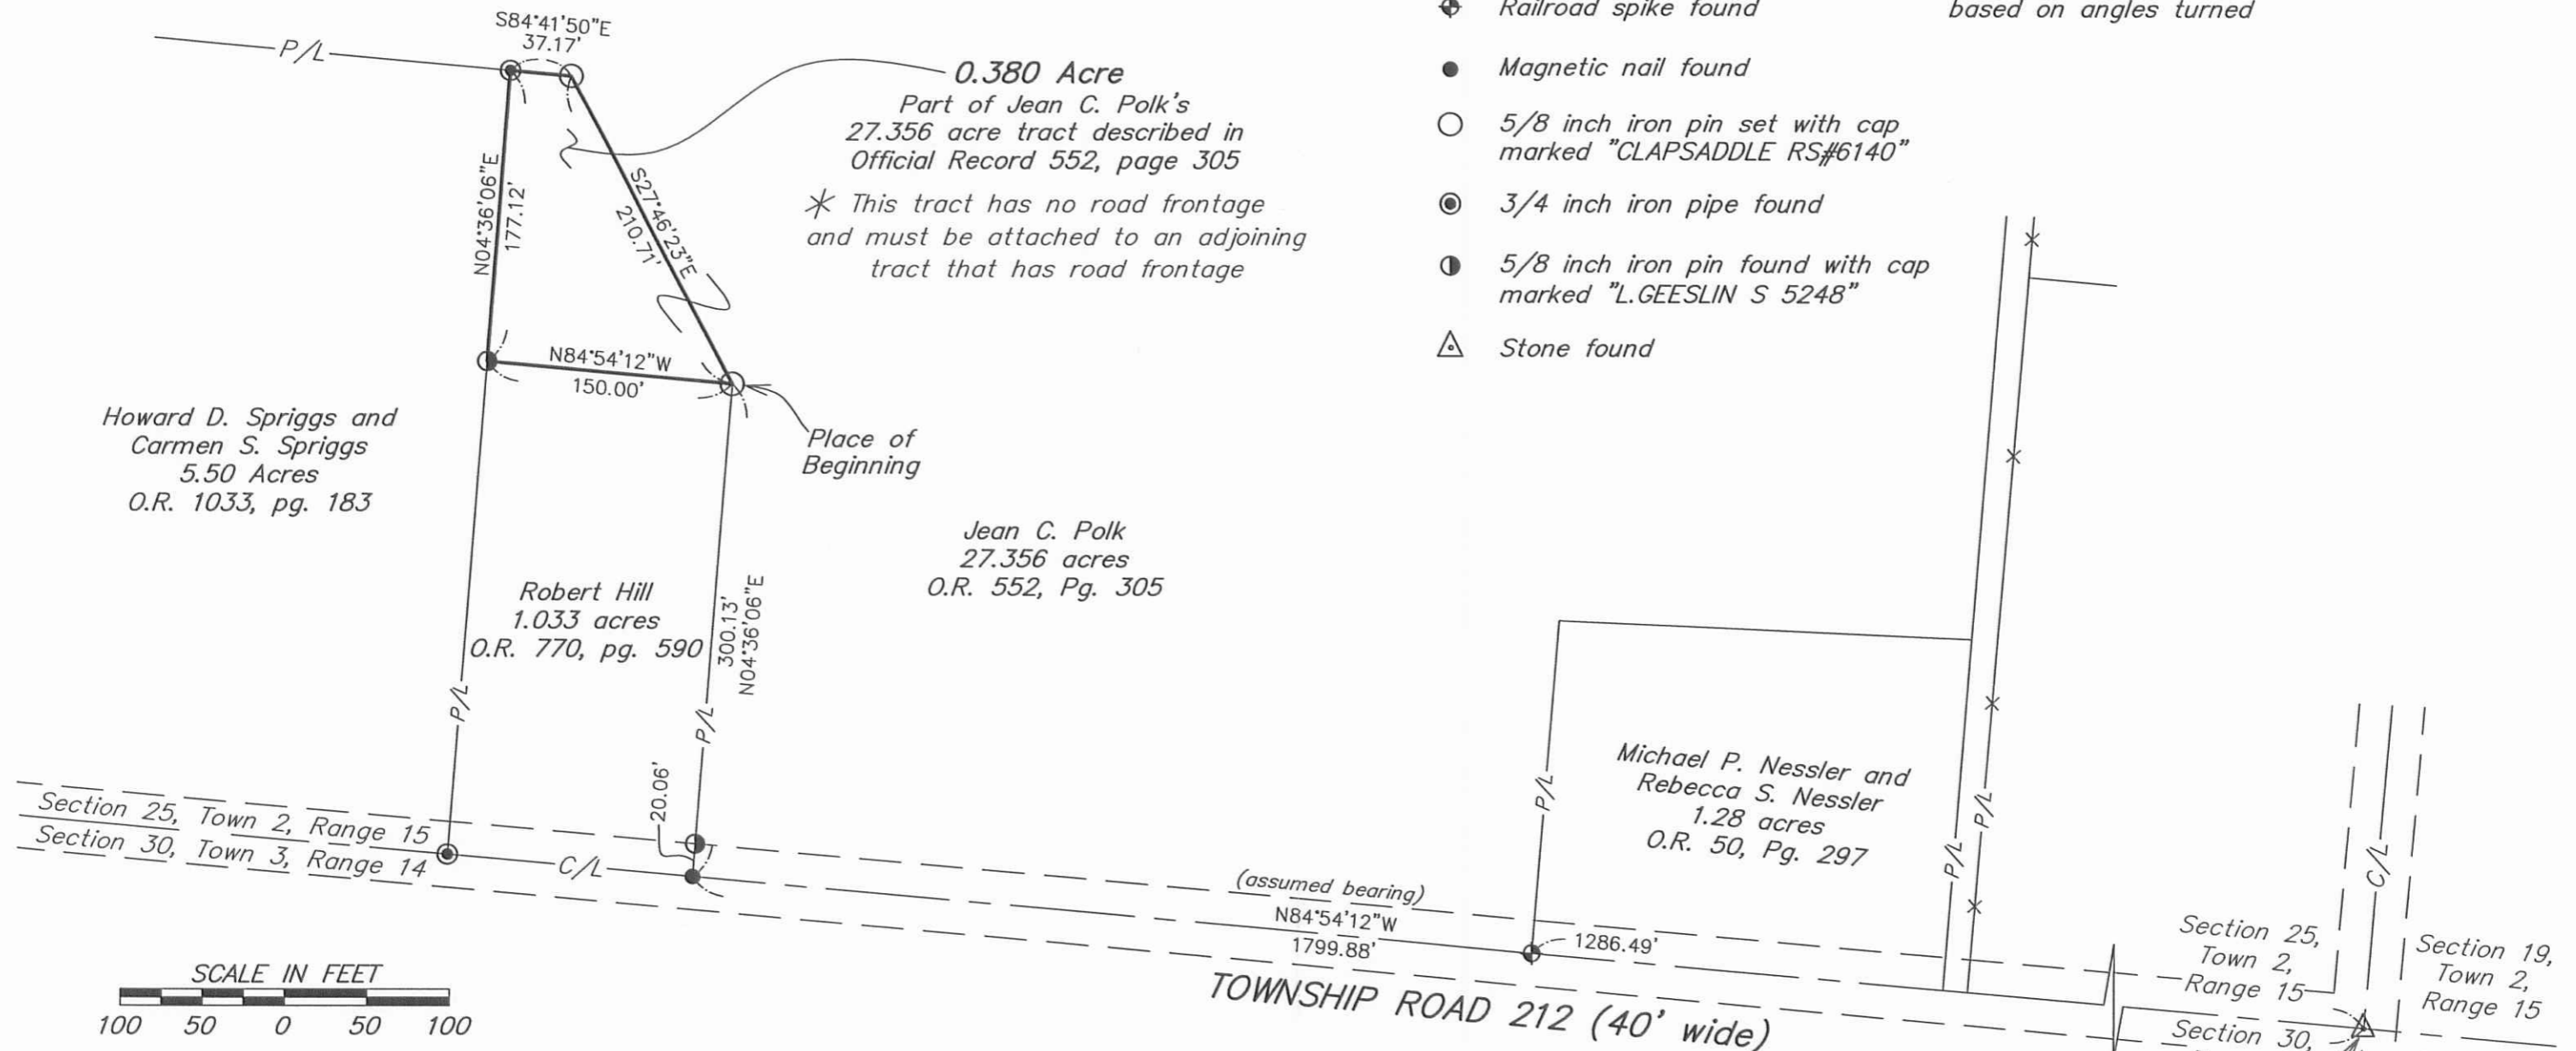 S84°41'50"E
37.17'
P/L
0.380 Acre
Part of Jean C. Polk's
27.356 acre tract described in
Official Record 552, page 305
* This tract has no road frontage
and must be attached to an adjoining
tract that has road frontage
N04°36'06"E
177.12'
S27°46'23"E
210.71'
N84°54'12"W
150.00'
Railroad spike found
based on angles turned
Magnetic nail found
5/8 inch iron pin set with cap
marked "CLAPSADDLE RS#6140"
3/4 inch iron pipe found
5/8 inch iron pin found with cap
marked "L.GEESLIN S 5248"
Stone found
Howard D. Spriggs and
Carmen S. Spriggs
5.50 Acres
O.R. 1033, pg. 183
Place of
Beginning
Jean C. Polk
27.356 acres
O.R. 552, Pg. 305
Robert Hill
1.033 acres
O.R. 770, pg. 590
300.13'
N04°36'06"E
P/L
P/L
20.06'
Michael P. Nessler and
Rebecca S. Nessler
1.28 acres
O.R. 50, Pg. 297
P/L
P/L
P/L
C/L
Section 25, Town 2, Range 15
Section 30, Town 3, Range 14
C/L
(assumed bearing)
N84°54'12"W
1799.88'
1286.49'
TOWNSHIP ROAD 212 (40' wide)
Section 25,
Town 2,
Range 15
Section 30,
Section 19,
Town 2,
Range 15
SCALE IN FEET
100 50 0 50 100